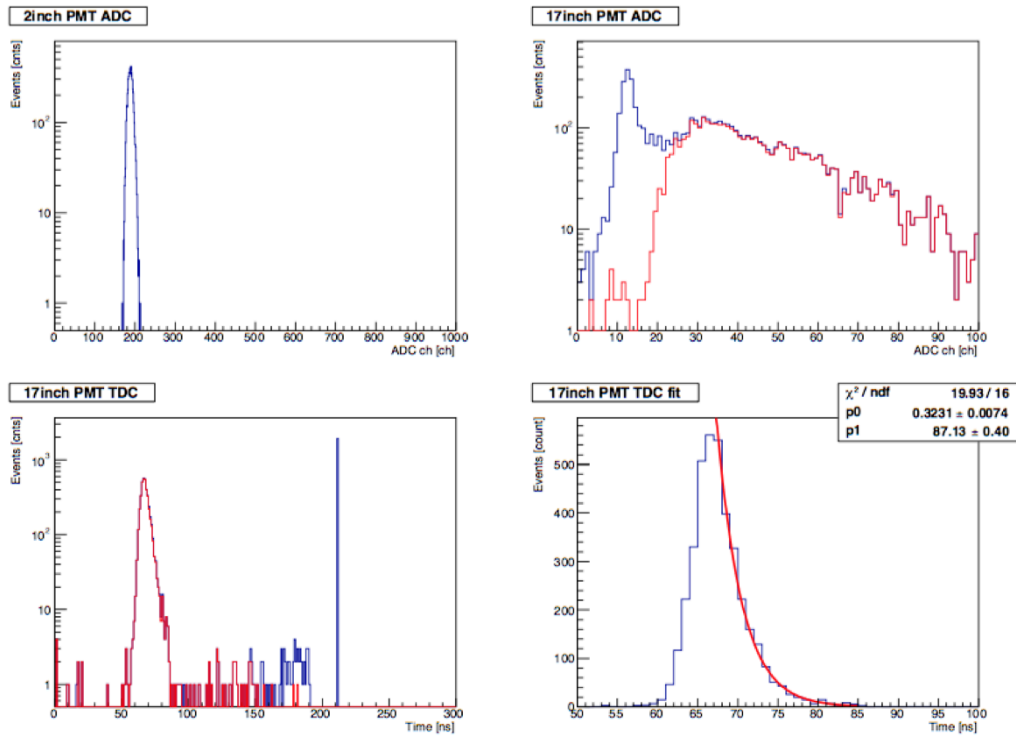 2inch PMT ADC
Events [cnts]
10²
10
1
0 100 200 300 400 500 600 700 800 900 1000
ADC ch [ch]
17inch PMT ADC
Events [cnts]
10²
10
1
0 10 20 30 40 50 60 70 80 90 100
ADC ch [ch]
17inch PMT TDC
Events [cnts]
10³
10²
10
1
0 50 100 150 200 250 300
Time [ns]
17inch PMT TDC fit
χ² / ndf 19.93 / 16
p0 0.3231 ± 0.0074
p1 87.13 ± 0.40
Events [count]
500
400
300
200
100
0
50 55 60 65 70 75 80 85 90 95 100
Time [ns]